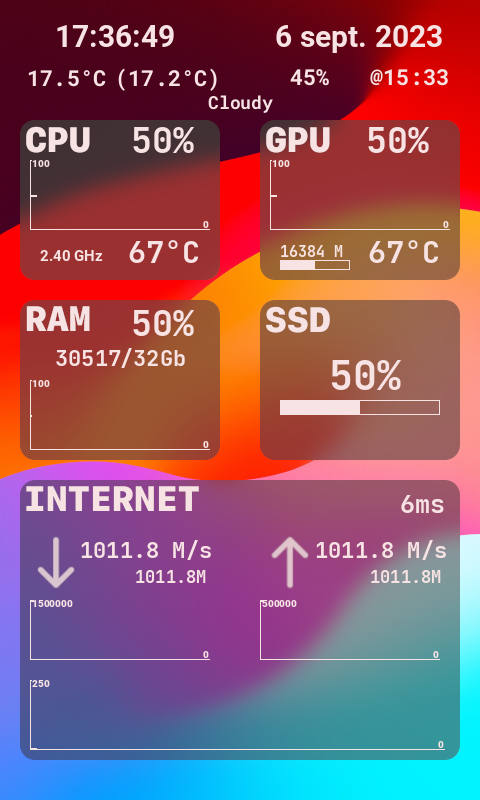 17:36:49 6 sept. 2023
17.5°C (17.2°C) 45% @15:33
Cloudy
CPU 50%
100
0
2.40 GHz 67°C
GPU 50%
100
0
16384 M 67°C
RAM 50%
30517/32Gb
100
0
SSD
50%
INTERNET 6ms
1011.8 M/s 1011.8 M/s
1011.8M 1011.8M
1500000 500000
0 0
250
0